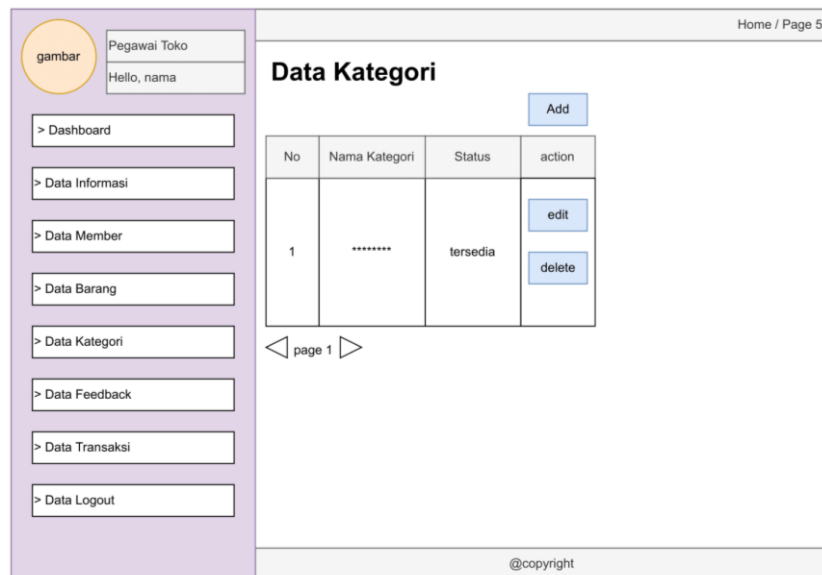 gambar
Pegawai Toko
Hello, nama
> Dashboard
> Data Informasi
> Data Member
> Data Barang
> Data Kategori
> Data Feedback
> Data Transaksi
> Data Logout
Home / Page 5
Data Kategori
Add
No Nama Kategori Status action
1 ******** tersedia edit
delete
page 1
@copyright